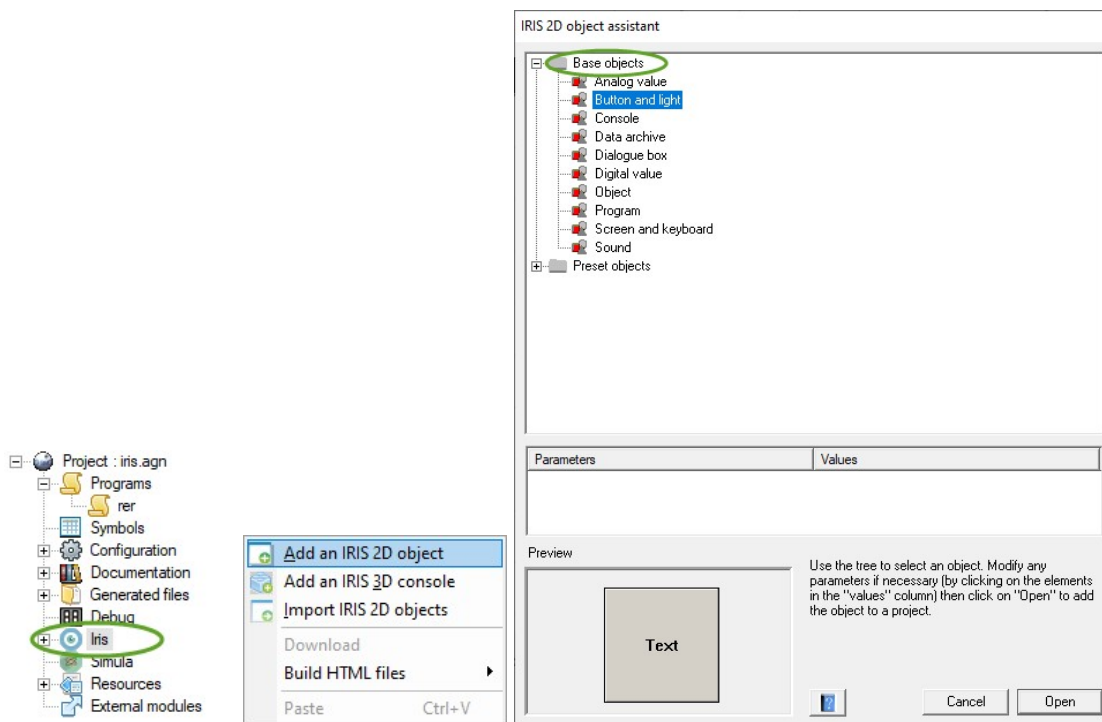 Project : iris.agn
Programs
rer
Symbols
Configuration
Documentation
Generated files
Debug
Iris
Simula
Resources
External modules
Add an IRIS 2D object
Add an IRIS 3D console
Import IRIS 2D objects
Download
Build HTML files
Paste Ctrl+V
IRIS 2D object assistant
Base objects
Analog value
Button and light
Console
Data archive
Dialogue box
Digital value
Object
Program
Screen and keyboard
Sound
Preset objects
Parameters Values
Preview
Text
Use the tree to select an object. Modify any
parameters if necessary (by clicking on the elements
in the "values" column) then click on "Open" to add
the object to a project.
Cancel Open